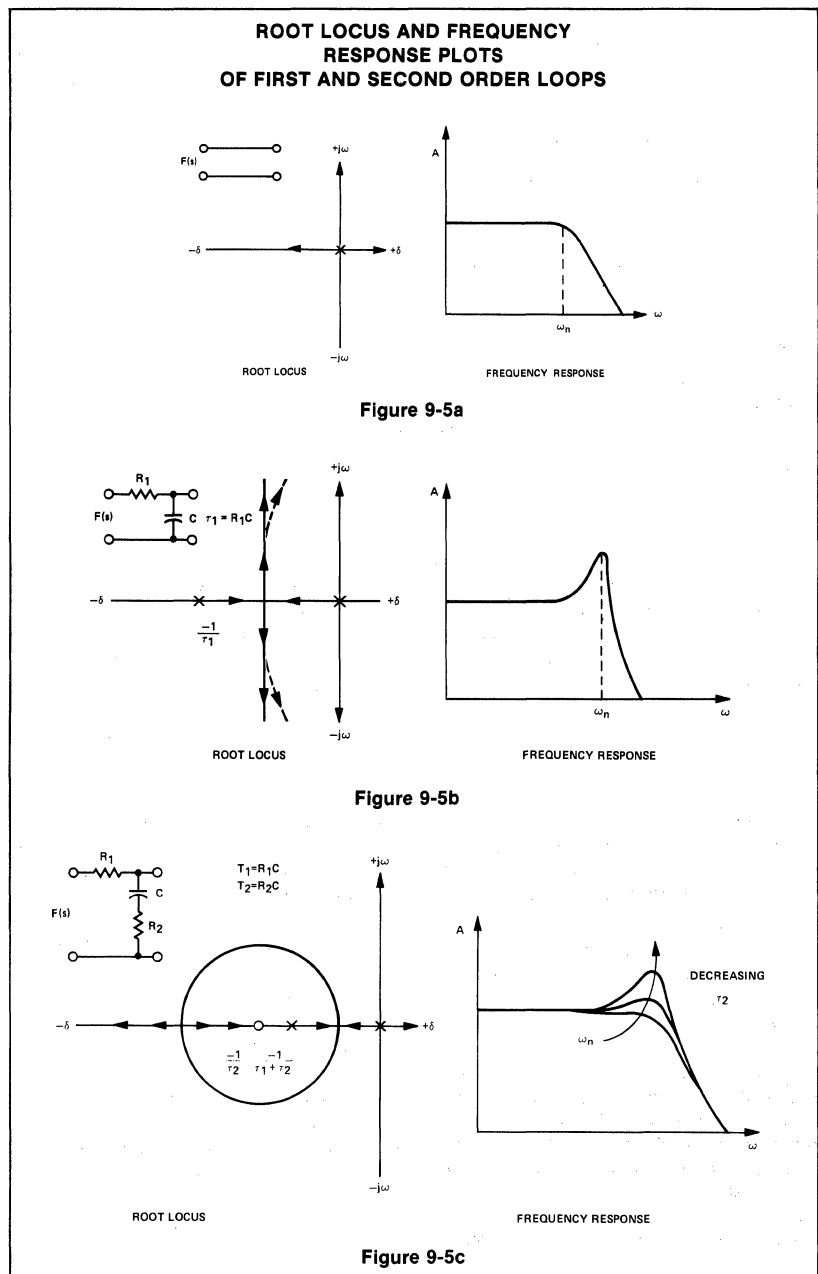 ROOT LOCUS AND FREQUENCY
RESPONSE PLOTS
OF FIRST AND SECOND ORDER LOOPS
F(s)
+jω
−δ
+δ
−jω
ROOT LOCUS
A
ωn
ω
FREQUENCY RESPONSE
Figure 9-5a
R1
F(s)
C
τ1 = R1C
+jω
−δ
+δ
−1
τ1
−jω
ROOT LOCUS
A
ωn
ω
FREQUENCY RESPONSE
Figure 9-5b
R1
C
F(s)
R2
T1=R1C
T2=R2C
+jω
−δ
+δ
−1
τ2
−1
τ1 + τ2
−jω
ROOT LOCUS
A
DECREASING
τ2
ωn
ω
FREQUENCY RESPONSE
Figure 9-5c